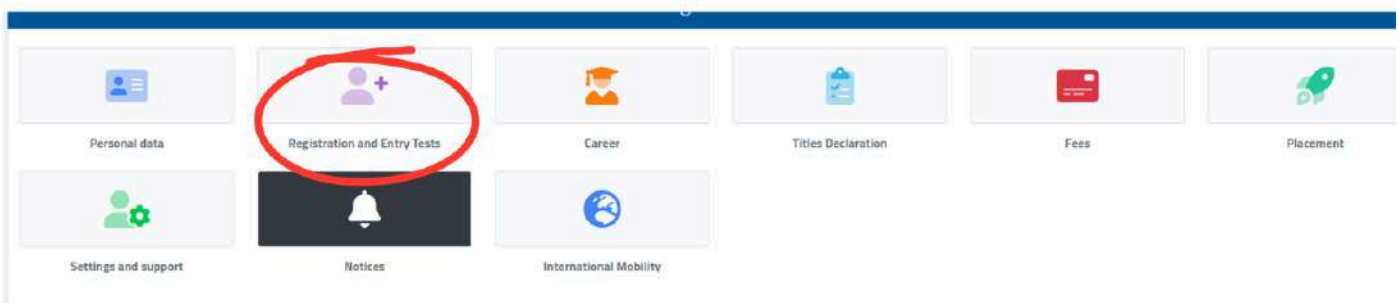 Personal data
Registration and Entry Tests
Career
Titles Declaration
Fees
Placement
Settings and support
Notices
International Mobility